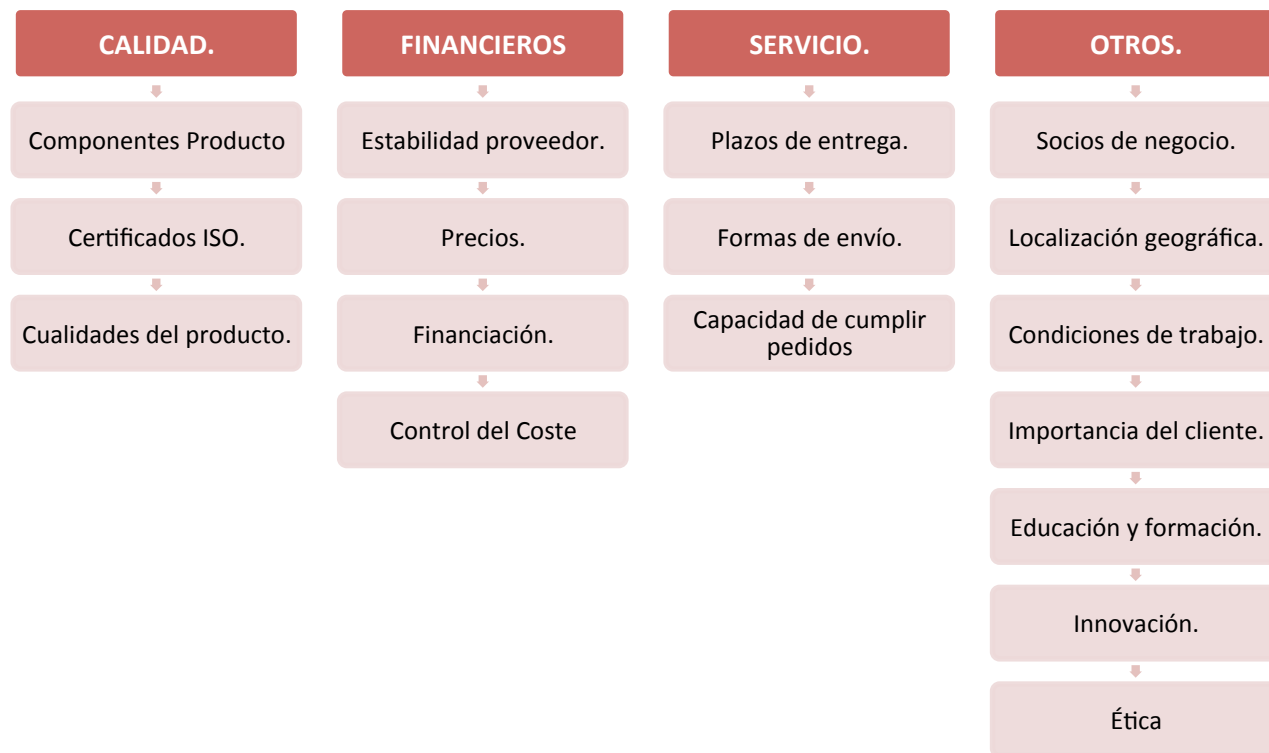 CALIDAD.
Componentes Producto
Certificados ISO.
Cualidades del producto.
FINANCIEROS
Estabilidad proveedor.
Precios.
Financiación.
Control del Coste
SERVICIO.
Plazos de entrega.
Formas de envío.
Capacidad de cumplir
pedidos
OTROS.
Socios de negocio.
Localización geográfica.
Condiciones de trabajo.
Importancia del cliente.
Educación y formación.
Innovación.
Ética